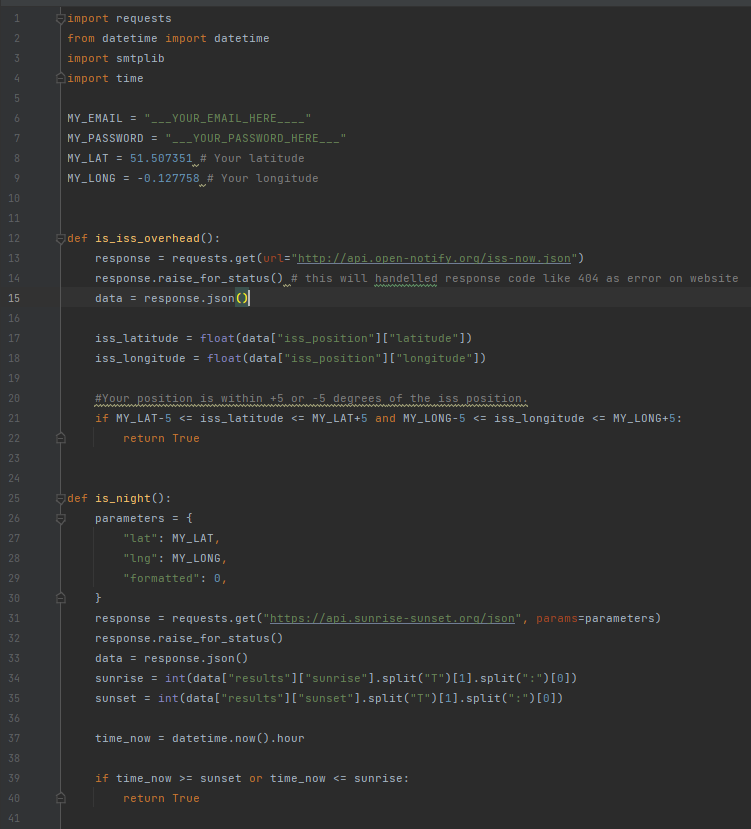 1 import requests
2 from datetime import datetime
3 import smtplib
4 import time
5
6 MY_EMAIL = "___YOUR_EMAIL_HERE____"
7 MY_PASSWORD = "___YOUR_PASSWORD_HERE___"
8 MY_LAT = 51.507351 # Your latitude
9 MY_LONG = -0.127758 # Your longitude
10
11
12 def is_iss_overhead():
13     response = requests.get(url="http://api.open-notify.org/iss-now.json")
14     response.raise_for_status() # this will handelled response code like 404 as error on website
15     data = response.json()
16
17     iss_latitude = float(data["iss_position"]["latitude"])
18     iss_longitude = float(data["iss_position"]["longitude"])
19
20     #Your position is within +5 or -5 degrees of the iss position.
21     if MY_LAT-5 <= iss_latitude <= MY_LAT+5 and MY_LONG-5 <= iss_longitude <= MY_LONG+5:
22         return True
23
24
25 def is_night():
26     parameters = {
27         "lat": MY_LAT,
28         "lng": MY_LONG,
29         "formatted": 0,
30     }
31     response = requests.get("https://api.sunrise-sunset.org/json", params=parameters)
32     response.raise_for_status()
33     data = response.json()
34     sunrise = int(data["results"]["sunrise"].split("T")[1].split(":")[0])
35     sunset = int(data["results"]["sunset"].split("T")[1].split(":")[0])
36
37     time_now = datetime.now().hour
38
39     if time_now >= sunset or time_now <= sunrise:
40         return True
41